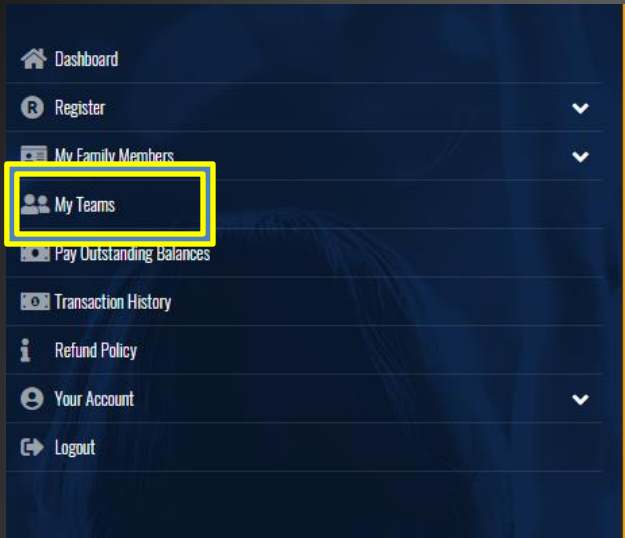 Dashboard
R Register
My Family Members
My Teams
Pay Outstanding Balances
Transaction History
Refund Policy
Your Account
Logout